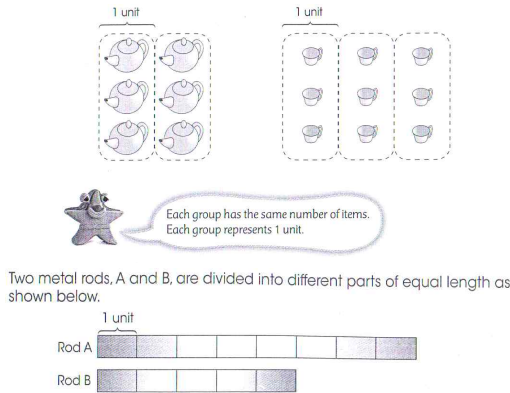 1 unit 1 unit
Each group has the same number of items.
Each group represents 1 unit.
Two metal rods, A and B, are divided into different parts of equal length as
shown below.
1 unit
Rod A
Rod B